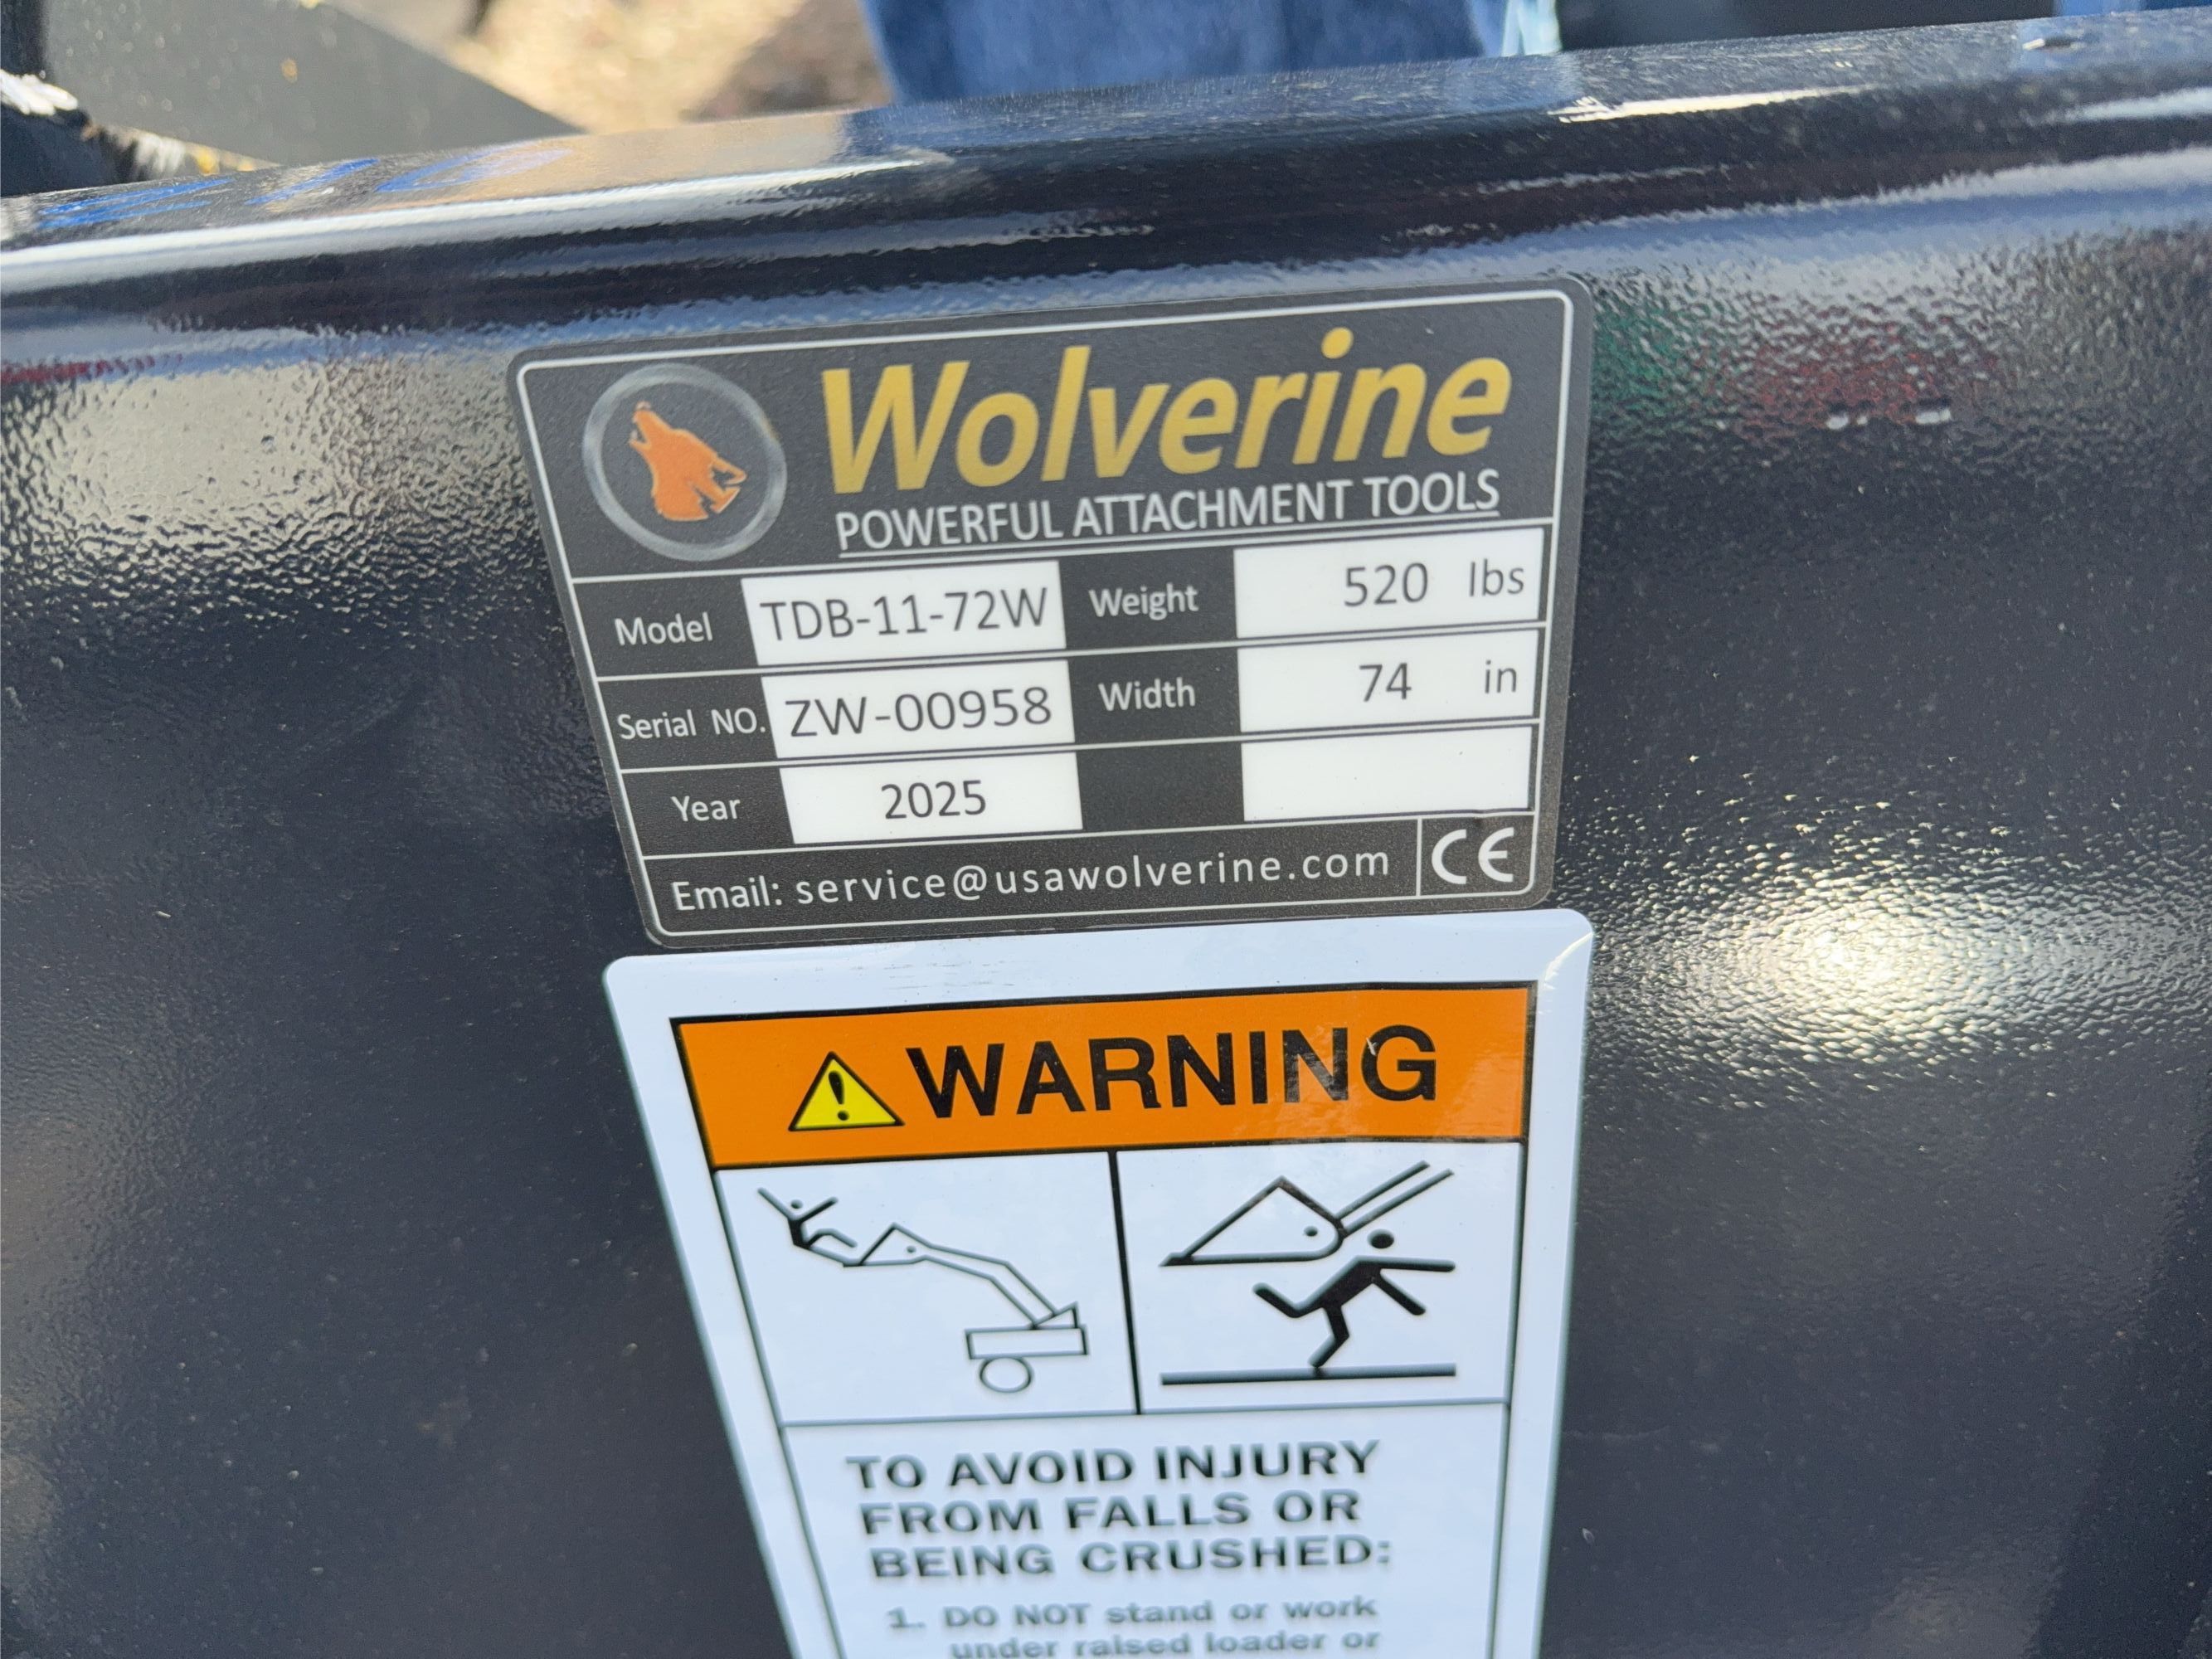 Wolverine
POWERFUL ATTACHMENT TOOLS
Model TDB-11-72W Weight 520 lbs
Serial NO. ZW-00958 Width 74 in
Year 2025
Email: service@usawolverine.com CE
WARNING
TO AVOID INJURY
FROM FALLS OR
BEING CRUSHED:
1. DO NOT stand or work
under raised loader or